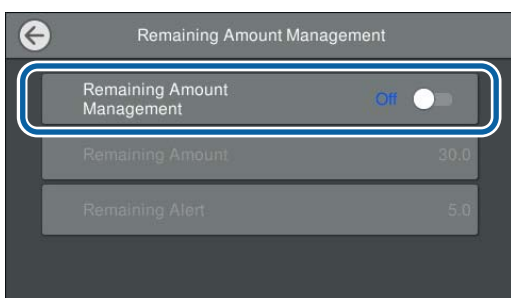 Remaining Amount Management
Remaining Amount
Management
Off
Remaining Amount
30.0
Remaining Alert
5.0